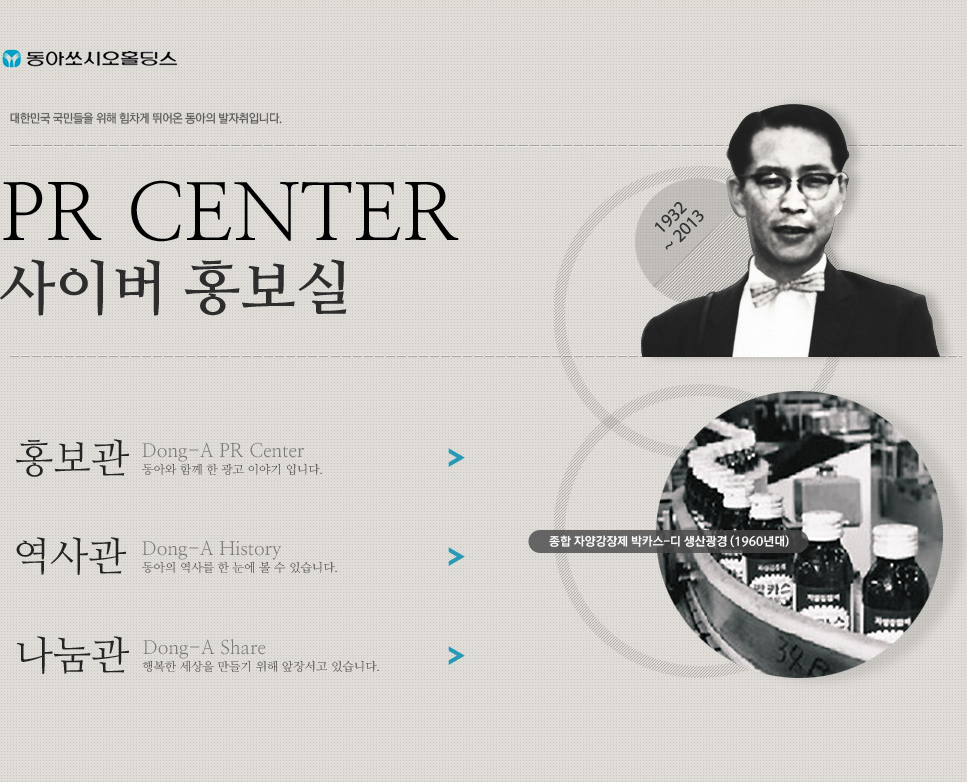 동아쏘시오홀딩스
대한민국 국민들을 위해 힘차게 뛰어온 동아의 발자취입니다.
PR CENTER
사이버 홍보실
1932
~ 2013
홍보관 Dong-A PR Center
동아와 함께 한 광고 이야기 입니다.
역사관 Dong-A History
동아의 역사를 한 눈에 볼 수 있습니다.
나눔관 Dong-A Share
행복한 세상을 만들기 위해 앞장서고 있습니다.
종합 자양강장제 박카스-디 생산광경 (1960년대)